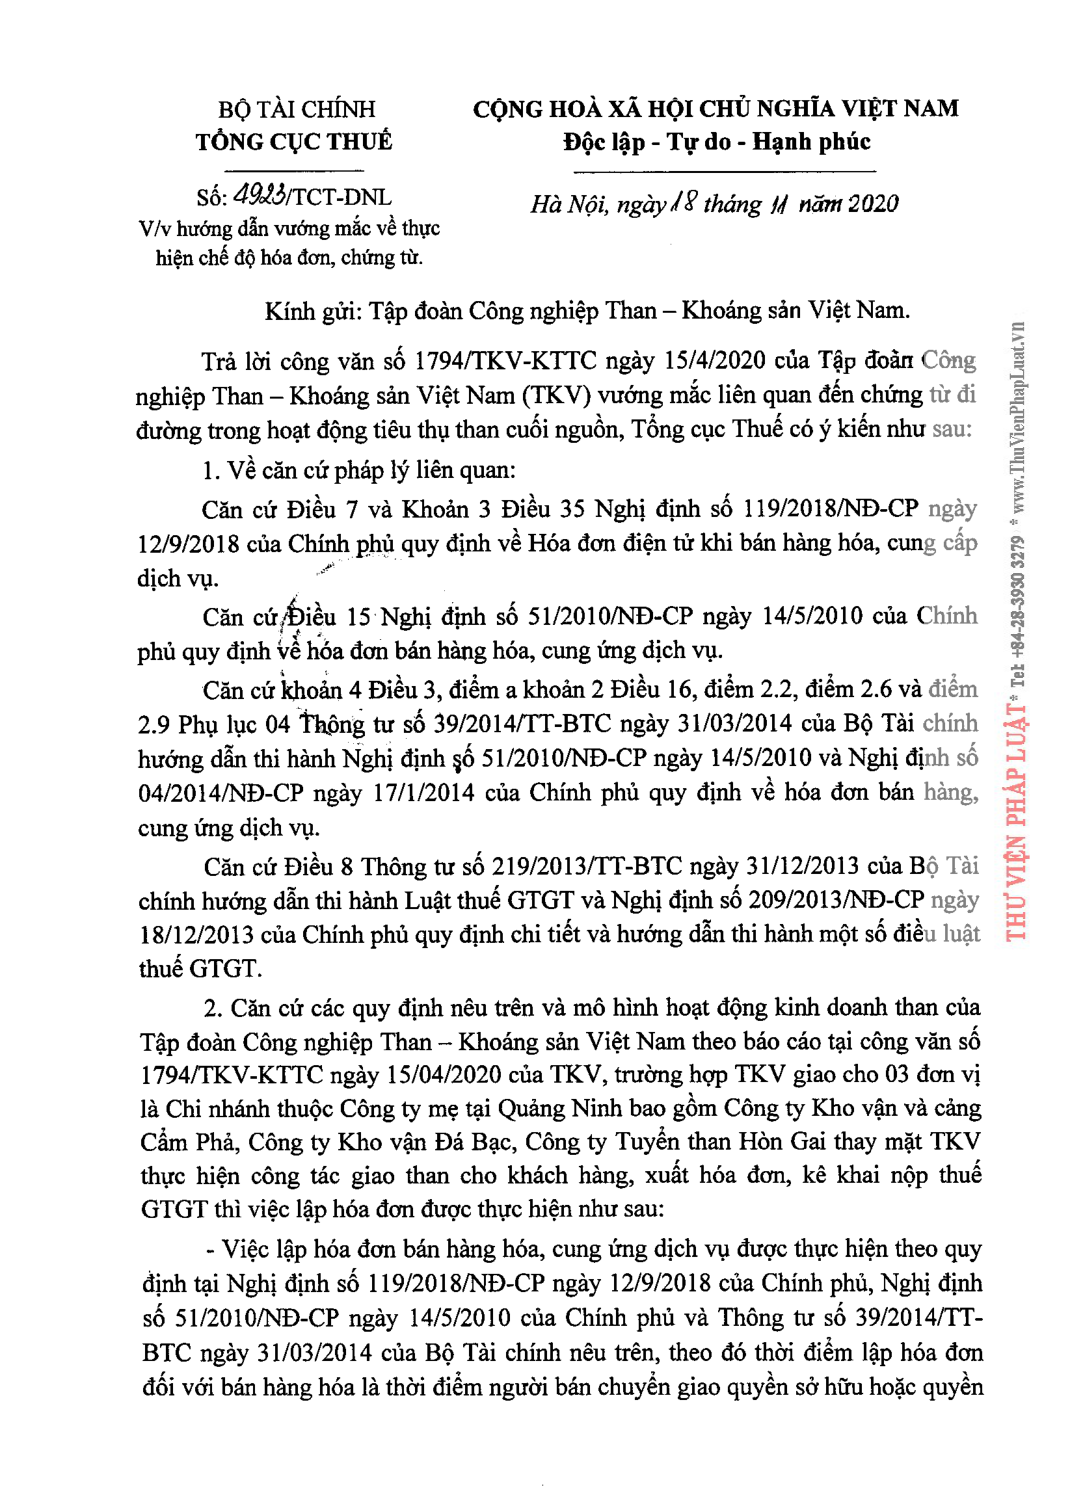 BỘ TÀI CHÍNH
TỔNG CỤC THUẾ
Số: 4923/TCT-DNL
V/v hướng dẫn vướng mắc về thực
hiện chế độ hóa đơn, chứng từ.
CỘNG HOÀ XÃ HỘI CHỦ NGHĨA VIỆT NAM
Độc lập - Tự do - Hạnh phúc
Hà Nội, ngày 18 tháng 11 năm 2020
Kính gửi: Tập đoàn Công nghiệp Than – Khoáng sản Việt Nam.
Trả lời công văn số 1794/TKV-KTTC ngày 15/4/2020 của Tập đoàn Công
nghiệp Than – Khoáng sản Việt Nam (TKV) vướng mắc liên quan đến chứng từ đi
đường trong hoạt động tiêu thụ than cuối nguồn, Tổng cục Thuế có ý kiến như sau:
1. Về căn cứ pháp lý liên quan:
Căn cứ Điều 7 và Khoản 3 Điều 35 Nghị định số 119/2018/NĐ-CP ngày
12/9/2018 của Chính phủ quy định về Hóa đơn điện tử khi bán hàng hóa, cung cấp
dịch vụ.
Căn cứ Điều 15 Nghị định số 51/2010/NĐ-CP ngày 14/5/2010 của Chính
phủ quy định về hóa đơn bán hàng hóa, cung ứng dịch vụ.
Căn cứ khoản 4 Điều 3, điểm a khoản 2 Điều 16, điểm 2.2, điểm 2.6 và điểm
2.9 Phụ lục 04 Thông tư số 39/2014/TT-BTC ngày 31/03/2014 của Bộ Tài chính
hướng dẫn thi hành Nghị định số 51/2010/NĐ-CP ngày 14/5/2010 và Nghị định số
04/2014/NĐ-CP ngày 17/1/2014 của Chính phủ quy định về hóa đơn bán hàng,
cung ứng dịch vụ.
Căn cứ Điều 8 Thông tư số 219/2013/TT-BTC ngày 31/12/2013 của Bộ Tài
chính hướng dẫn thi hành Luật thuế GTGT và Nghị định số 209/2013/NĐ-CP ngày
18/12/2013 của Chính phủ quy định chi tiết và hướng dẫn thi hành một số điều luật
thuế GTGT.
2. Căn cứ các quy định nêu trên và mô hình hoạt động kinh doanh than của
Tập đoàn Công nghiệp Than – Khoáng sản Việt Nam theo báo cáo tại công văn số
1794/TKV-KTTC ngày 15/04/2020 của TKV, trường hợp TKV giao cho 03 đơn vị
là Chi nhánh thuộc Công ty mẹ tại Quảng Ninh bao gồm Công ty Kho vận và cảng
Cẩm Phả, Công ty Kho vận Đá Bạc, Công ty Tuyển than Hòn Gai thay mặt TKV
thực hiện công tác giao than cho khách hàng, xuất hóa đơn, kê khai nộp thuế
GTGT thì việc lập hóa đơn được thực hiện như sau:
- Việc lập hóa đơn bán hàng hóa, cung ứng dịch vụ được thực hiện theo quy
định tại Nghị định số 119/2018/NĐ-CP ngày 12/9/2018 của Chính phủ, Nghị định
số 51/2010/NĐ-CP ngày 14/5/2010 của Chính phủ và Thông tư số 39/2014/TT-
BTC ngày 31/03/2014 của Bộ Tài chính nêu trên, theo đó thời điểm lập hóa đơn
đối với bán hàng hóa là thời điểm người bán chuyển giao quyền sở hữu hoặc quyền
THƯ VIỆN PHÁP LUẬT * Tel: +84-28-3930 3279 * www.ThuVienPhapLuat.vn